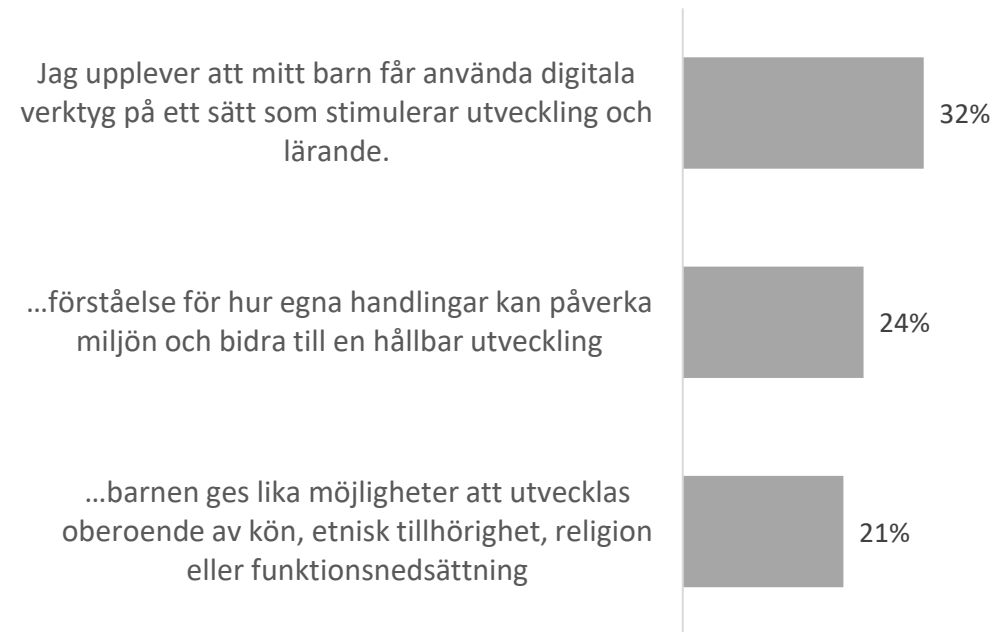 Jag upplever att mitt barn får använda digitala
verktyg på ett sätt som stimulerar utveckling och
lärande.
32%
…förståelse för hur egna handlingar kan påverka
miljön och bidra till en hållbar utveckling
24%
…barnen ges lika möjligheter att utvecklas
oberoende av kön, etnisk tillhörighet, religion
eller funktionsnedsättning
21%